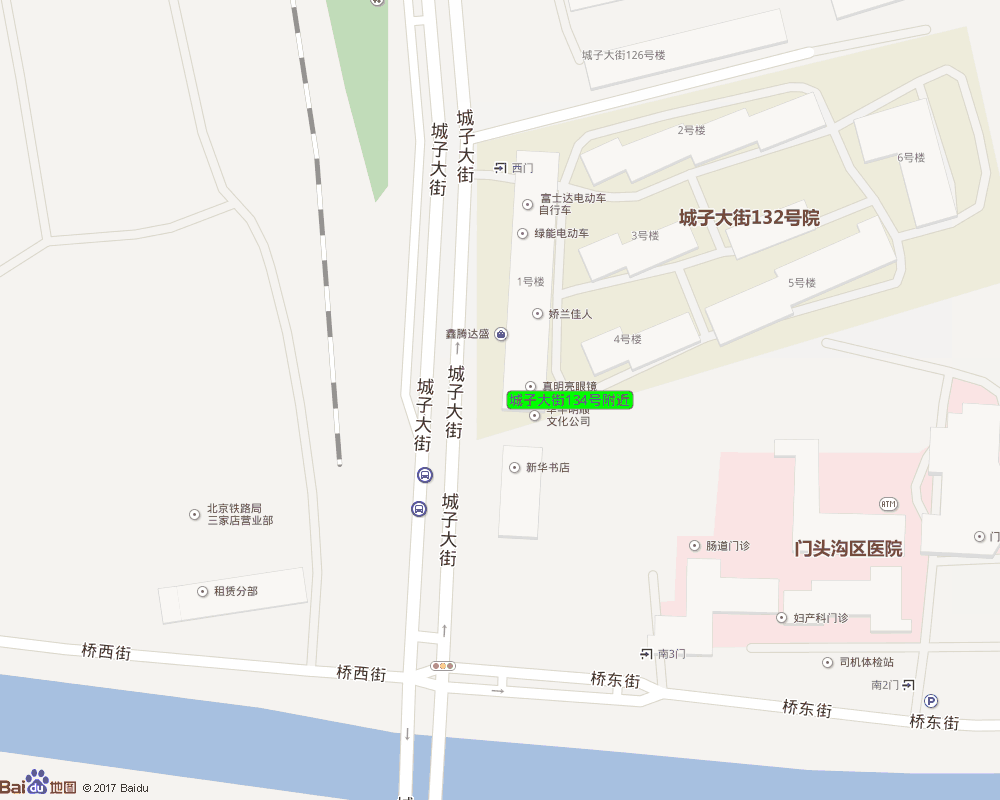 城子大街126号楼
城子大街
城子大街
2号楼
6号楼
西门
富士达电动车
自行车
城子大街132号院
绿能电动车
3号楼
1号楼
5号楼
娇兰佳人
鑫腾达盛
4号楼
真明亮眼镜
城子大街134号附近
文化公司
城子大街
城子大街
新华书店
城子大街
ATM
北京铁路局
三家店营业部
肠道门诊
门头沟区医院
门
租赁分部
妇产科门诊
桥西街
南3门
司机体检站
桥西街
桥东街
南2门
P
桥东街
桥东街
Bai du 地图 © 2017 Baidu